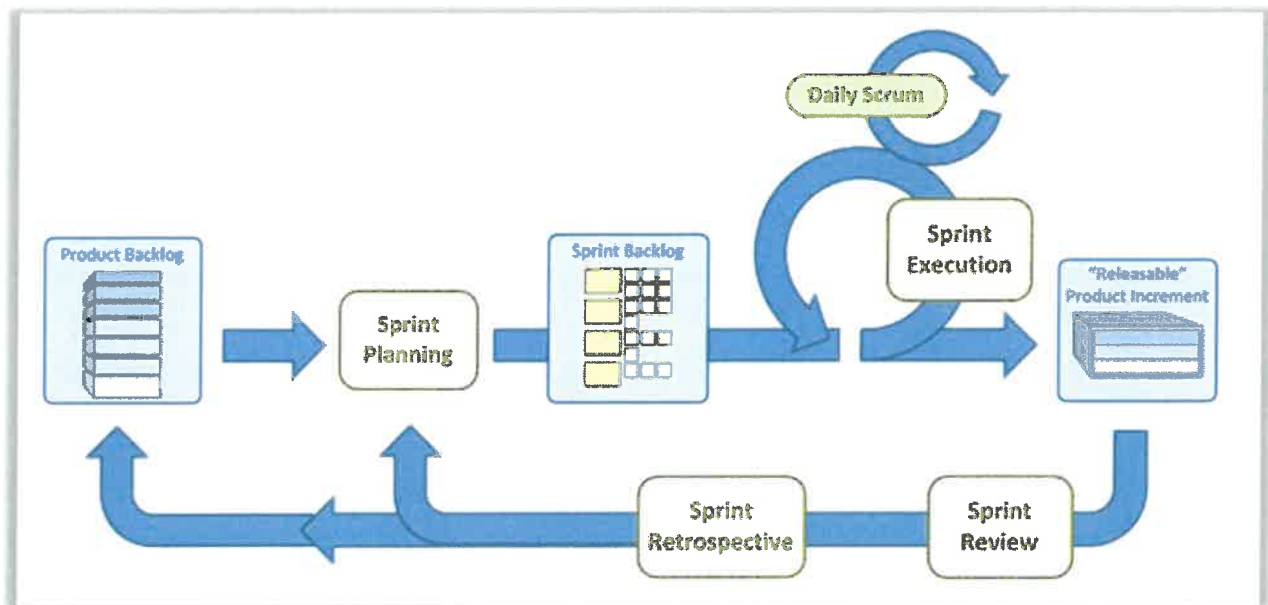 Daily Scrum
Product Backlog
Sprint
Planning
Sprint Backlog
Sprint
Execution
"Releasable"
Product Increment
Sprint
Retrospective
Sprint
Review